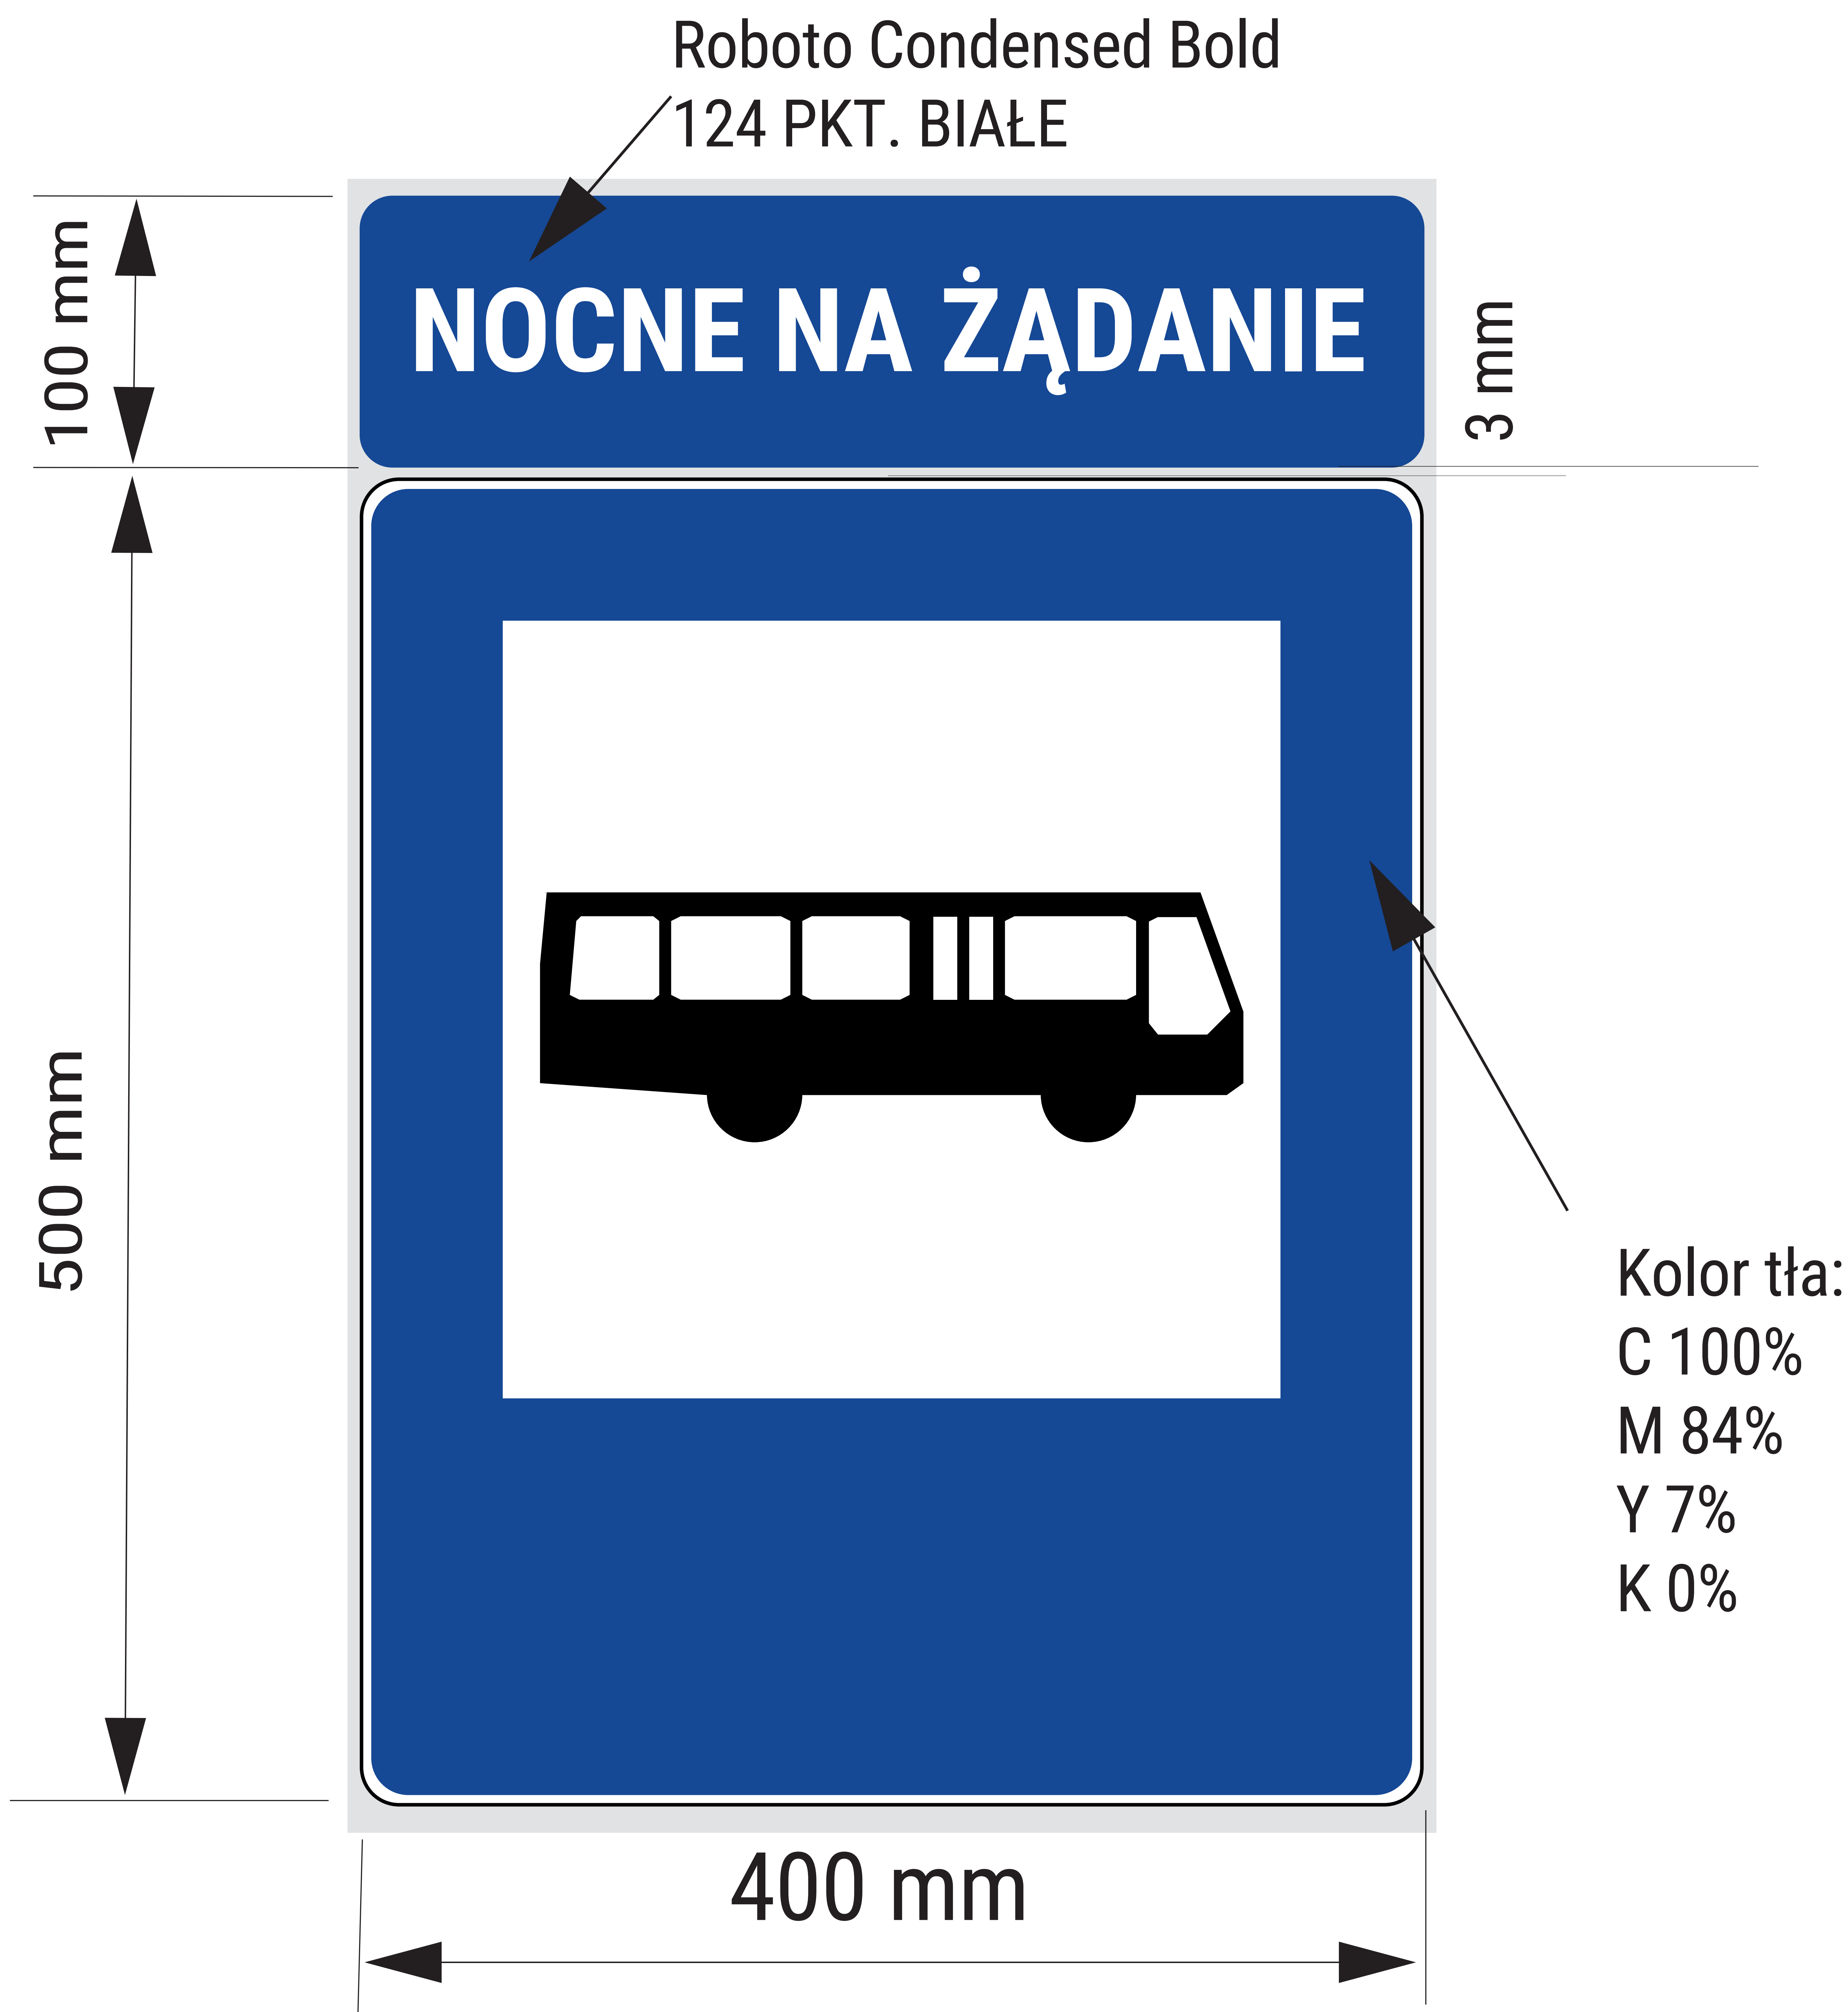 Roboto Condensed Bold
124 PKT. BIAŁE
100 mm
NOCNE NA ŻĄDANIE
3 mm
500 mm
Kolor tła:
C 100%
M 84%
Y 7%
K 0%
400 mm